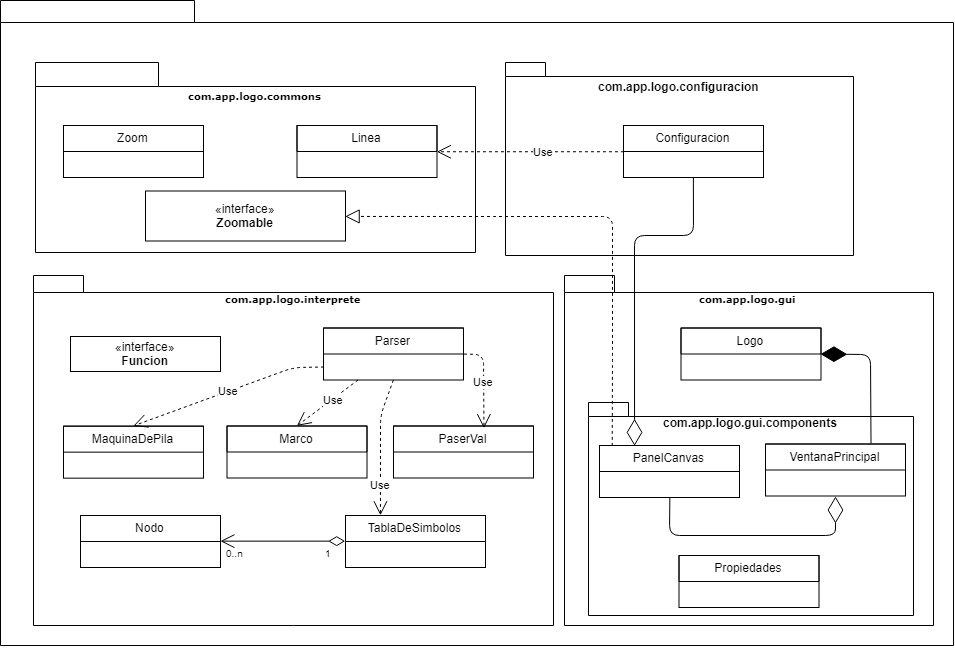 com.app.logo.commons
Zoom
Linea
«interface»
Zoomable
com.app.logo.configuracion
Configuracion
Use
com.app.logo.interprete
«interface»
Funcion
Parser
Use
Use
Use
MaquinaDePila
Marco
PaserVal
Use
Nodo
0..n
1
TablaDeSimbolos
com.app.logo.gui
Logo
com.app.logo.gui.components
PanelCanvas
VentanaPrincipal
Propiedades